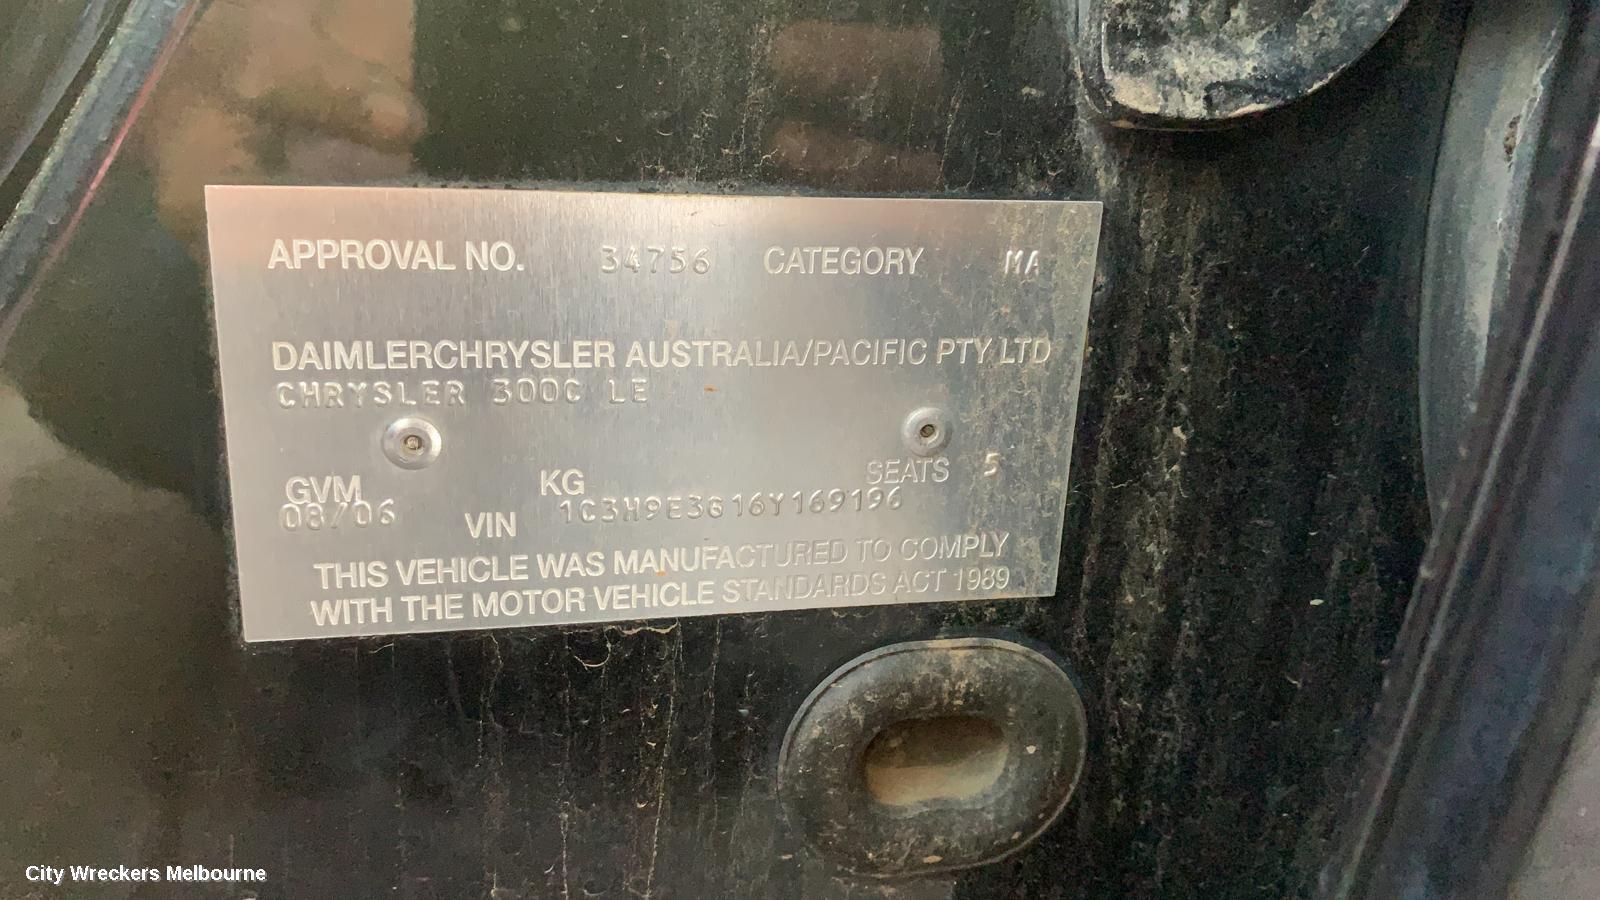 APPROVAL NO. 34756 CATEGORY MA
DAIMLERCHRYSLER AUSTRALIA/PACIFIC PTY LTD
CHRYSLER 300C LE
GVM KG SEATS 5
08/06 VIN 1C3H9E3G16Y169196
THIS VEHICLE WAS MANUFACTURED TO COMPLY
WITH THE MOTOR VEHICLE STANDARDS ACT 1989
City Wreckers Melbourne